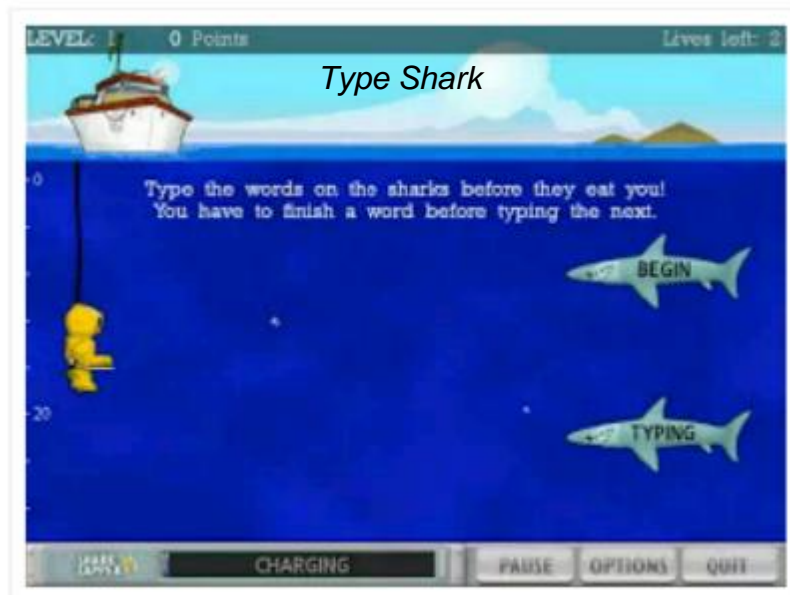 LEVEL: 1 0 Points Lives left: 2
Type Shark
0
Type the words on the sharks before they eat you!
You have to finish a word before typing the next.
BEGIN
20
TYPING
CHARGING PAUSE OPTIONS QUIT